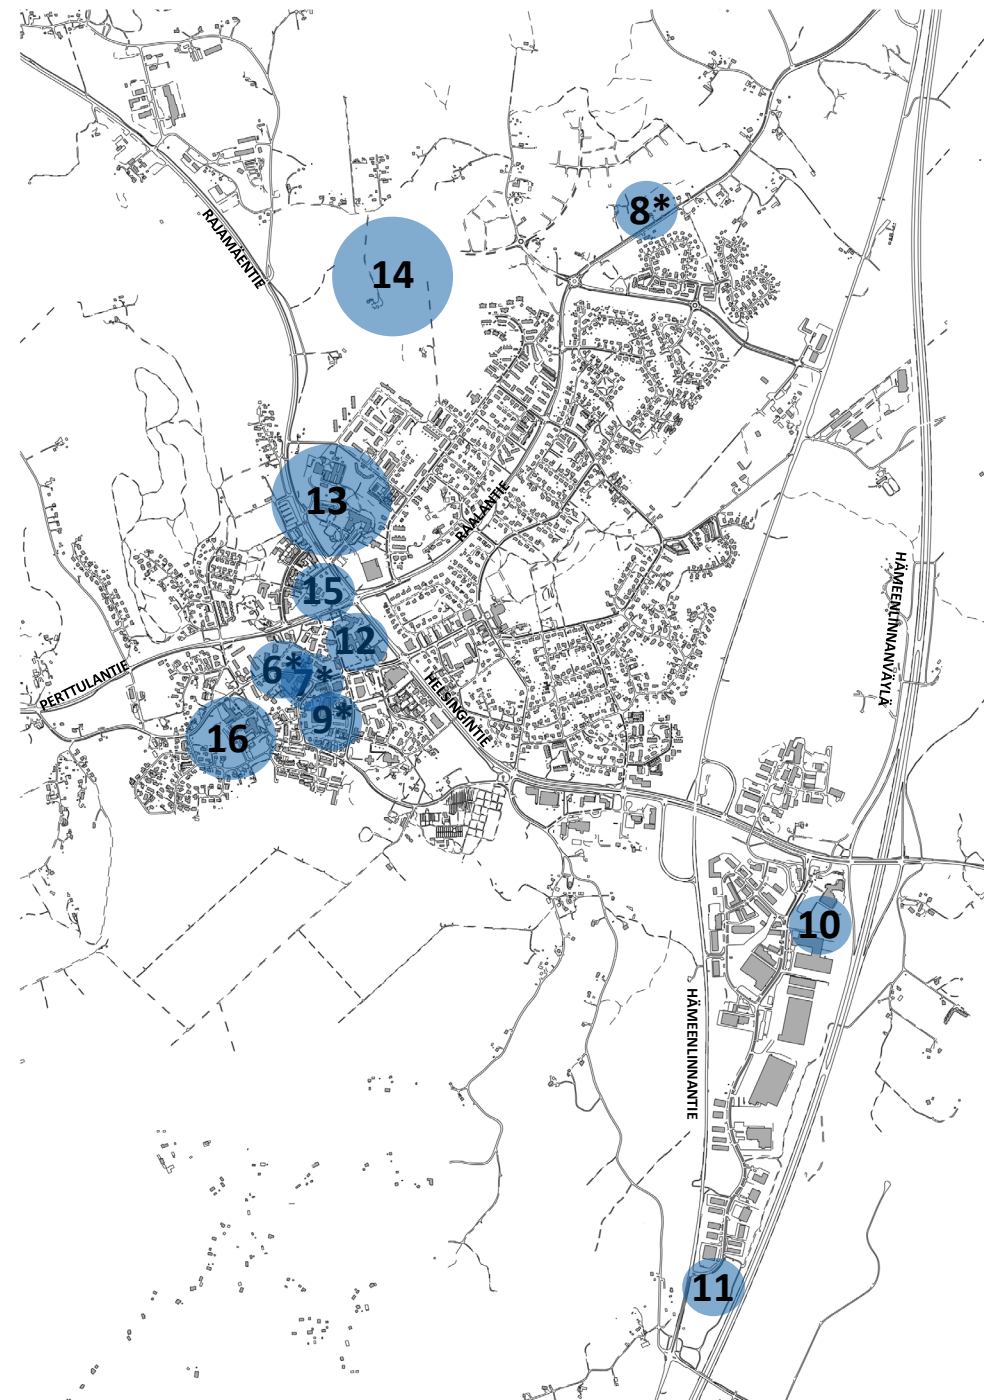 8*
RAJAMÄENTIE
14
13
RAALANTIE
HÄMEENLINNANVÄYLÄ
15
12
6*
7*
PERTTULANTIE
HELSINGINTIE
9*
16
10
HÄMEENLINNANTIE
11